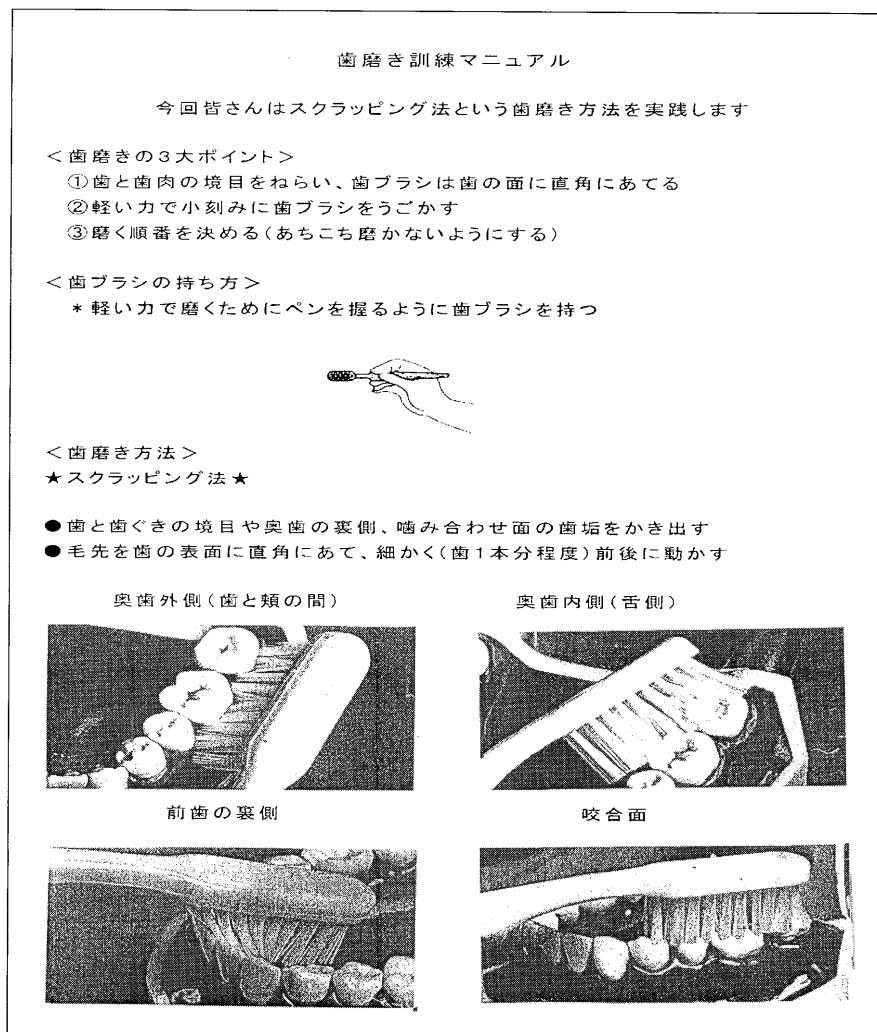 歯磨き訓練マニュアル
今回皆さんはスクラッピング法という歯磨き方法を実践します
＜歯磨きの３大ポイント＞
①歯と歯肉の境目をねらい、歯ブラシは歯の面に直角にあてる
②軽い力で小刻みに歯ブラシをうごかす
③磨く順番を決める(あちこち磨かないようにする)
＜歯ブラシの持ち方＞
＊軽い力で磨くためにペンを握るように歯ブラシを持つ
＜歯磨き方法＞
★スクラッピング法★
●歯と歯ぐきの境目や奥歯の裏側、噛み合わせ面の歯垢をかき出す
●毛先を歯の表面に直角にあて、細かく(歯１本分程度)前後に動かす
奥歯外側(歯と頬の間)
奥歯内側(舌側)
前歯の裏側
咬合面